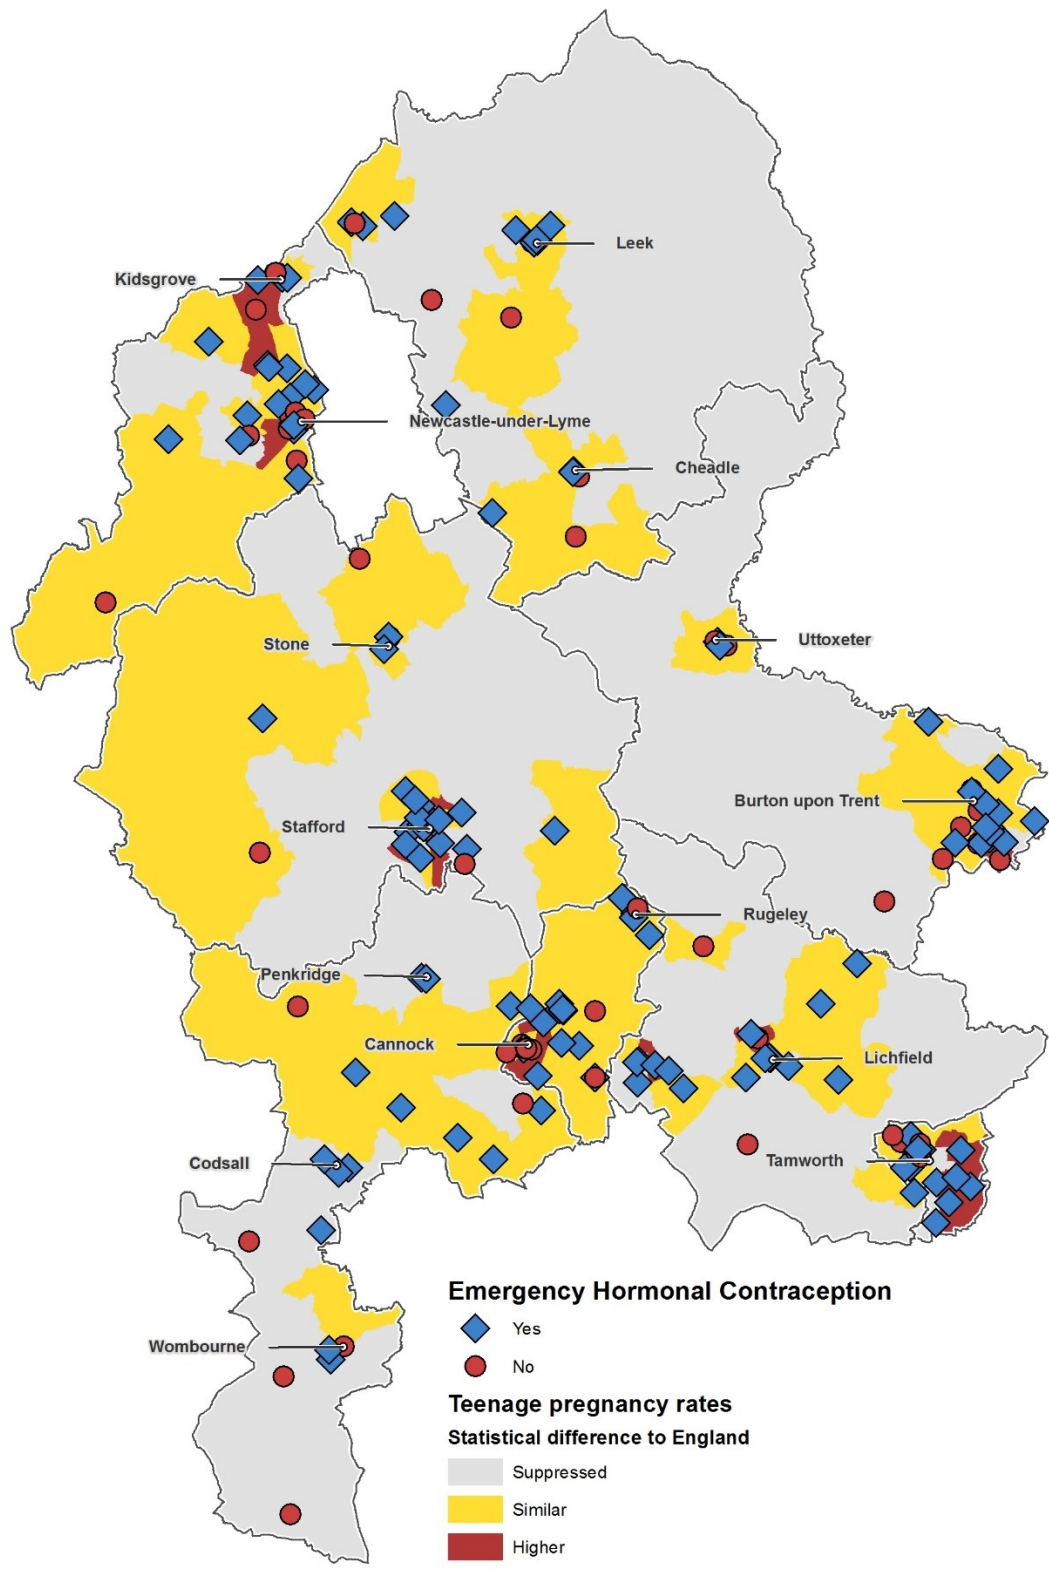 Leek
Kidsgrove
Newcastle-under-Lyme
Cheadle
Uttoxeter
Stone
Burton upon Trent
Stafford
Rugeley
Penkridge
Cannock
Lichfield
Tamworth
Codsall
Wombourne
Emergency Hormonal Contraception
Yes
No
Teenage pregnancy rates
Statistical difference to England
Suppressed
Similar
Higher